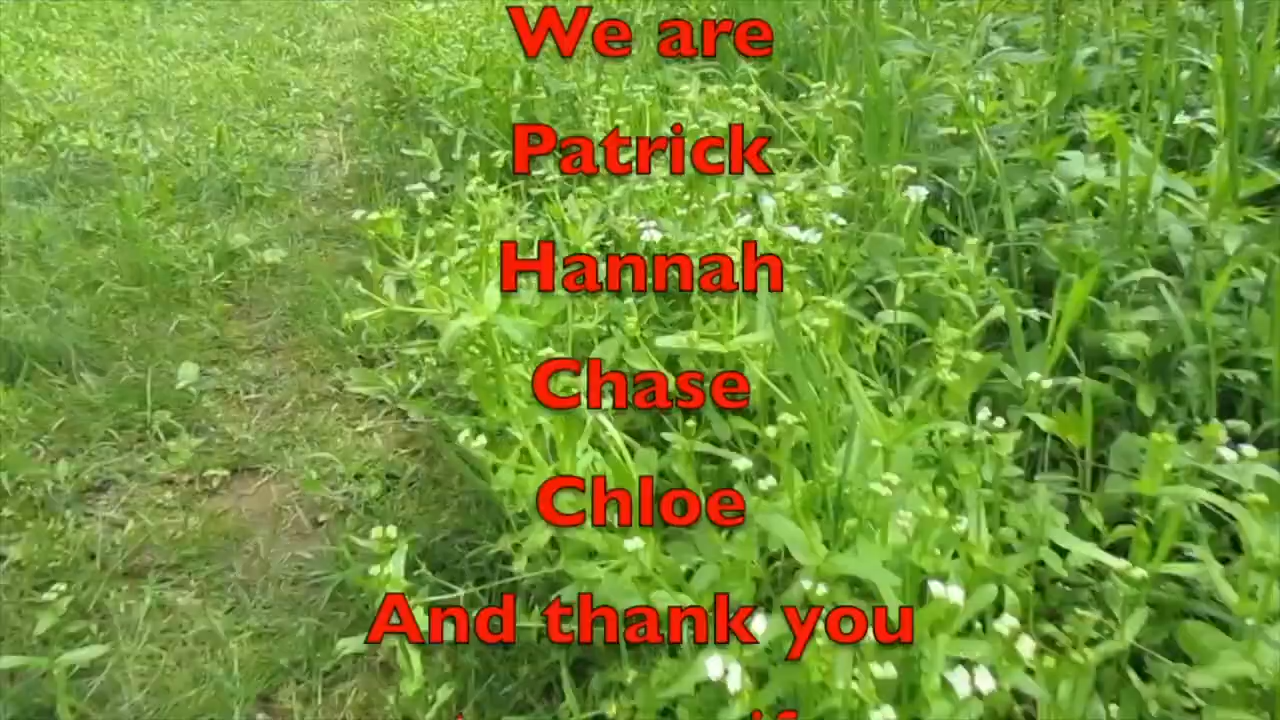 We are
Patrick
Hannah
Chase
Chloe
And thank you